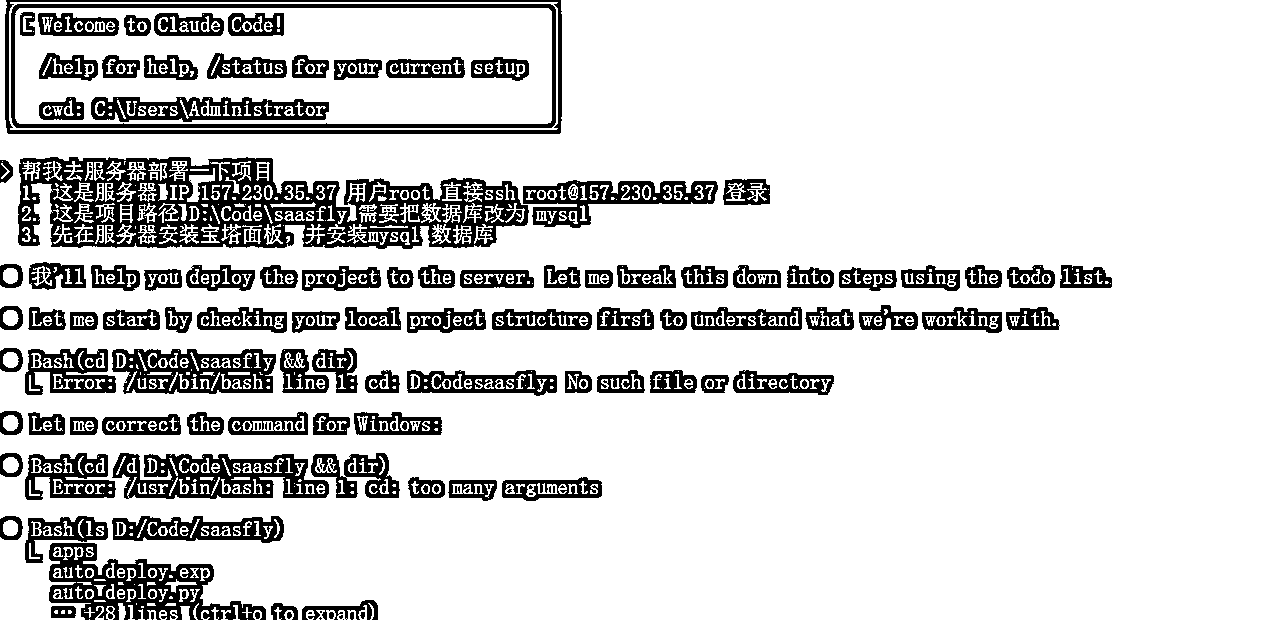 Welcome to Claude Code!
/help for help, /status for your current setup
cwd: C:\Users\Administrator
> 帮我去服务器部署一下项目
1. 这是服务器 IP 157.230.35.37 用户root 直接ssh root@157.230.35.37 登录
2. 这是项目路径 D:\Code\saasfly 需要把数据库改为 mysql
3. 先在服务器安装宝塔面板，并安装mysql 数据库
我'll help you deploy the project to the server. Let me break this down into steps using the todo list.
Let me start by checking your local project structure first to understand what we're working with.
Bash(cd D:\Code\saasfly && dir)
Error: /usr/bin/bash: line 1: cd: D:Codesaasfly: No such file or directory
Let me correct the command for Windows:
Bash(cd /d D:\Code\saasfly && dir)
Error: /usr/bin/bash: line 1: cd: too many arguments
Bash(ls D:/Code/saasfly)
apps
auto_deploy.exp
auto_deploy.py
… +28 lines (ctrl+o to expand)